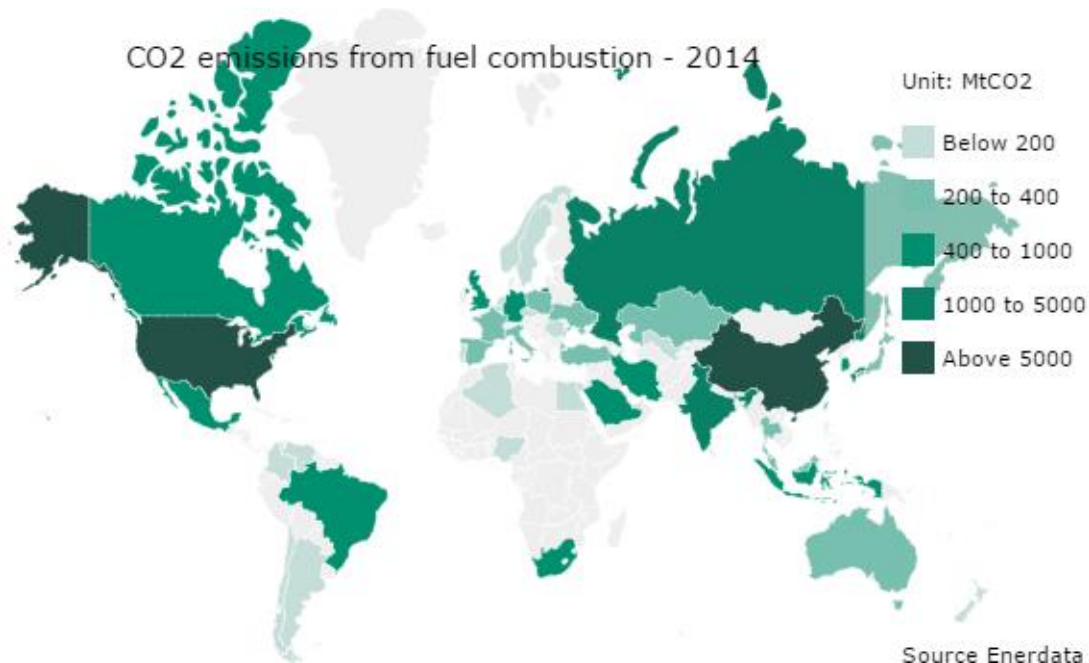 CO2 emissions from fuel combustion - 2014
Unit: MtCO2
Below 200
200 to 400
400 to 1000
1000 to 5000
Above 5000
Source Enerdata